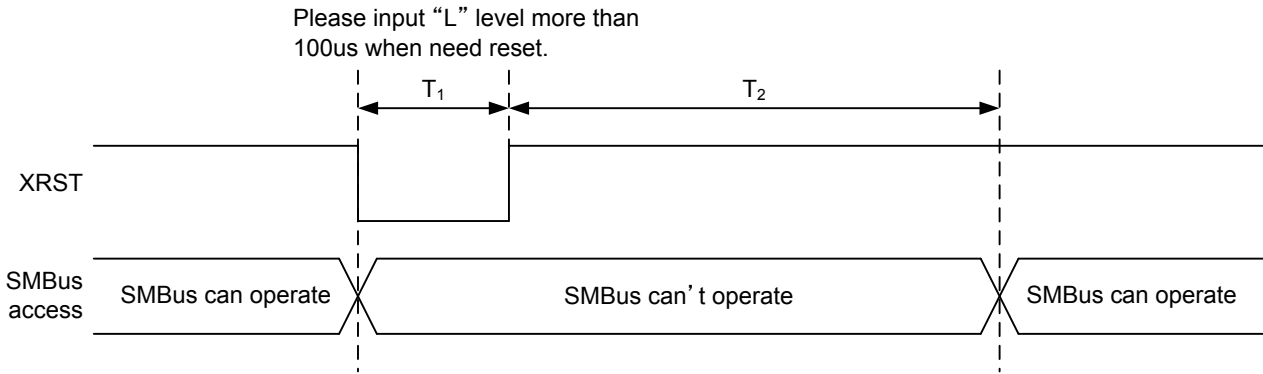 Please input “L” level more than
100us when need reset.
T₁
T₂
XRST
SMBus
access
SMBus can operate
SMBus can’t operate
SMBus can operate